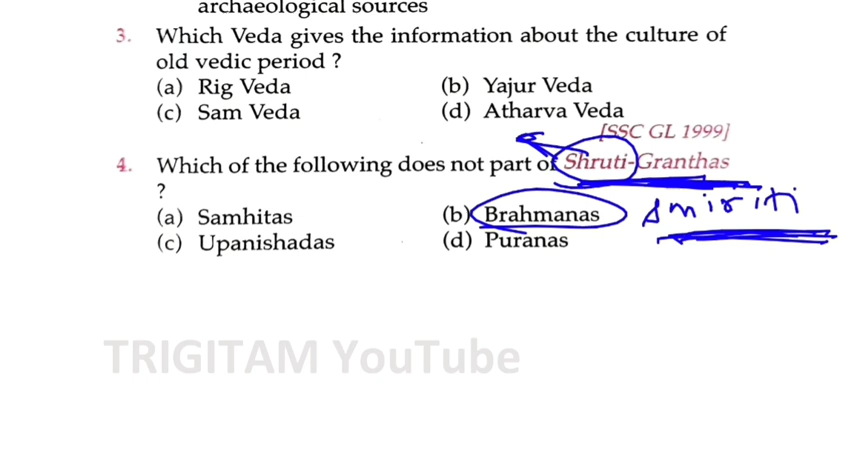 archaeological sources
3. Which Veda gives the information about the culture of
old vedic period ?
(a) Rig Veda (b) Yajur Veda
(c) Sam Veda (d) Atharva Veda
[SSC GL 1999]
4. Which of the following does not part of Shruti-Granthas
?
(a) Samhitas (b) Brahmanas
smiriti
(c) Upanishadas (d) Puranas
TRIGITAM YouTube